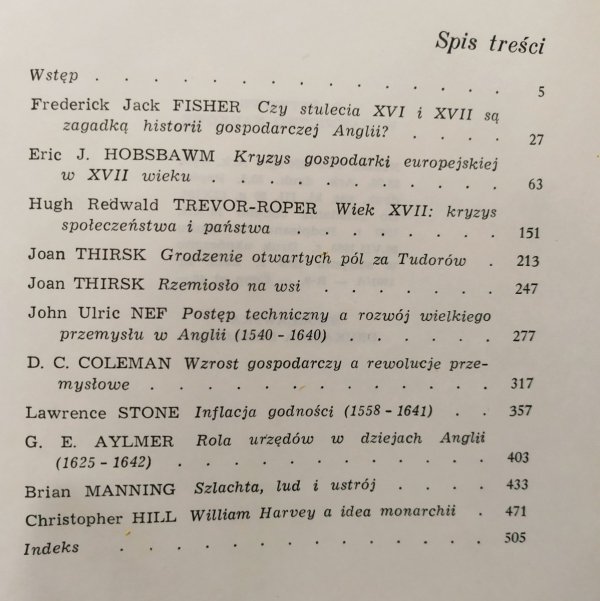 Spis treści
Wstęp . . . . . . . . . . . . . . 5
Frederick Jack FISHER Czy stulecia XVI i XVII są
zagadką historii gospodarczej Anglii? . . . . 27
Eric J. HOBSBAWM Kryzys gospodarki europejskiej
w XVII wieku . . . . . . . . . . . 63
Hugh Redwald TREVOR-ROPER Wiek XVII: kryzys
społeczeństwa i państwa . . . . . . . 151
Joan THIRSK Grodzenie otwartych pól za Tudorów . 213
Joan THIRSK Rzemiosło na wsi . . . . . . 247
John Ulric NEF Postęp techniczny a rozwój wielkiego
przemysłu w Anglii (1540 - 1640) . . . . . 277
D. C. COLEMAN Wzrost gospodarczy a rewolucje prze-
mysłowe . . . . . . . . . . . . 317
Lawrence STONE Inflacja godności (1558 - 1641) . . 357
G. E. AYLMER Rola urzędów w dziejach Anglii
(1625 - 1642) . . . . . . . . . . . 403
Brian MANNING Szlachta, lud i ustrój . . . . 433
Christopher HILL William Harvey a idea monarchii . 471
Indeks . . . . . . . . . . . . . 505